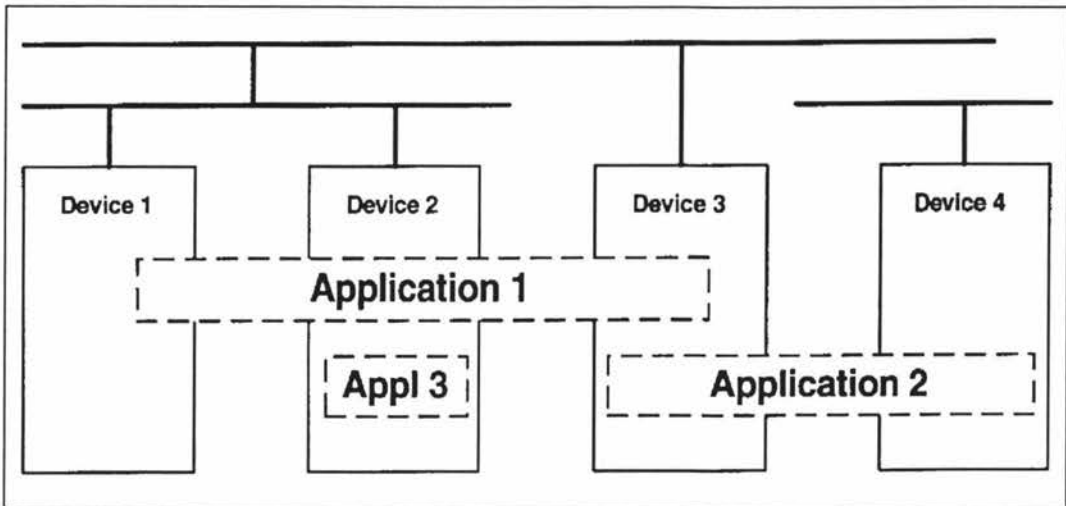 Device 1
Device 2
Device 3
Device 4
Application 1
Appl 3
Application 2